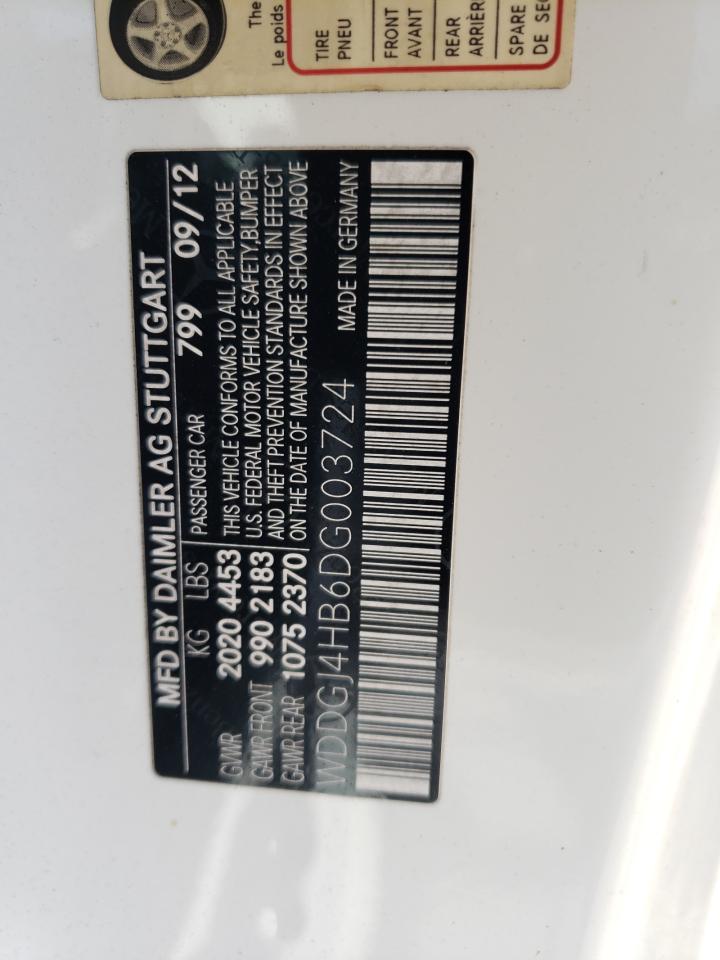 The
Le poids
TIRE
PNEU
FRONT
AVANT
REAR
ARRIÈR
SPARE
DE SE
MFD BY DAIMLER AG STUTTGART
KG LBS PASSENGER CAR 799 09/12
GVWR 2020 4453
GAWR FRONT 990 2183
GAWR REAR 1075 2370
THIS VEHICLE CONFORMS TO ALL APPLICABLE
U.S. FEDERAL MOTOR VEHICLE SAFETY,BUMPER
AND THEFT PREVENTION STANDARDS IN EFFECT
ON THE DATE OF MANUFACTURE SHOWN ABOVE
WDDGJ4HB6DG003724 MADE IN GERMANY